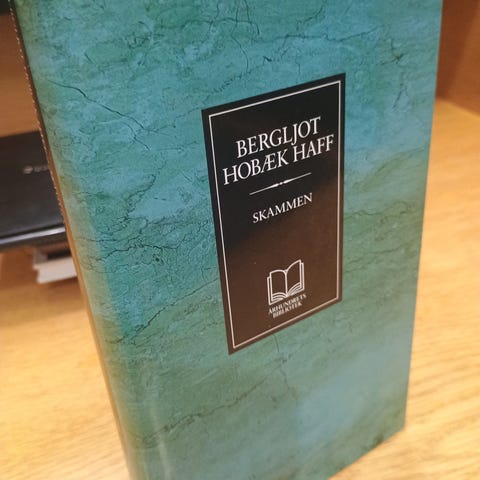 BERGLJOT
HOBÆK HAFF
SKAMMEN
ÅRHUNDRETS
BIBLIOTEK